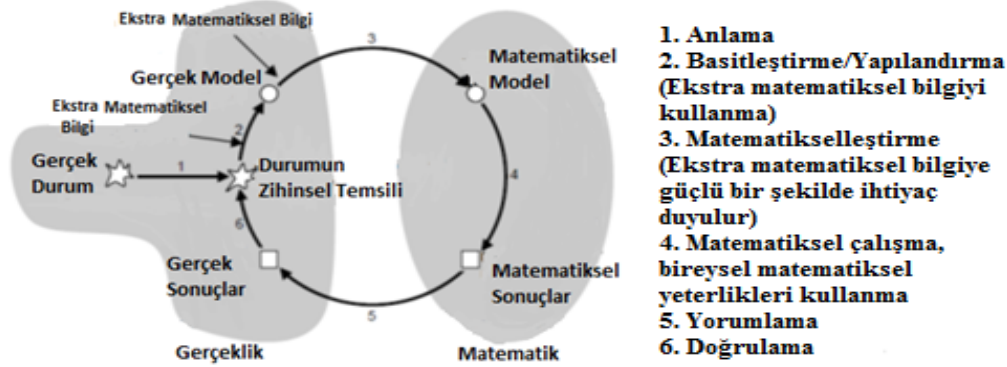 Ekstra Matematiksel Bilgi
3
Matematiksel
Model
Gerçek Model
Ekstra Matematiksel
Bilgi
2
Gerçek
Durum
1
Durumun
Zihinsel Temsili
4
6
Gerçek
Sonuçlar
Matematiksel
Sonuçlar
5
Gerçeklik
Matematik
1. Anlama
2. Basitleştirme/Yapılandırma
(Ekstra matematiksel bilgiyi
kullanma)
3. Matematikselleştirme
(Ekstra matematiksel bilgiye
güçlü bir şekilde ihtiyaç
duyulur)
4. Matematiksel çalışma,
bireysel matematiksel
yeterlikleri kullanma
5. Yorumlama
6. Doğrulama